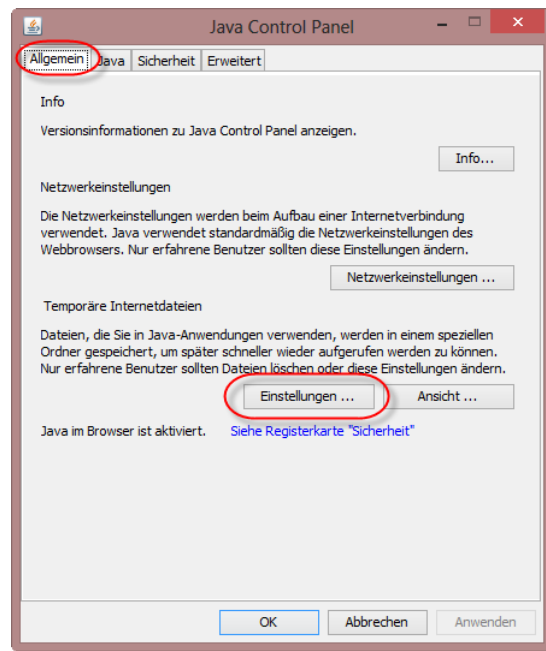 Java Control Panel
Allgemein Java Sicherheit Erweitert
Info
Versionsinformationen zu Java Control Panel anzeigen.
Info...
Netzwerkeinstellungen
Die Netzwerkeinstellungen werden beim Aufbau einer Internetverbindung
verwendet. Java verwendet standardmäßig die Netzwerkeinstellungen des
Webbrowsers. Nur erfahrene Benutzer sollten diese Einstellungen ändern.
Netzwerkeinstellungen ...
Temporäre Internetdateien
Dateien, die Sie in Java-Anwendungen verwenden, werden in einem speziellen
Ordner gespeichert, um später schneller wieder aufgerufen werden zu können.
Nur erfahrene Benutzer sollten Dateien löschen oder diese Einstellungen ändern.
Einstellungen ... Ansicht ...
Java im Browser ist aktiviert. Siehe Registerkarte "Sicherheit"
OK Abbrechen Anwenden